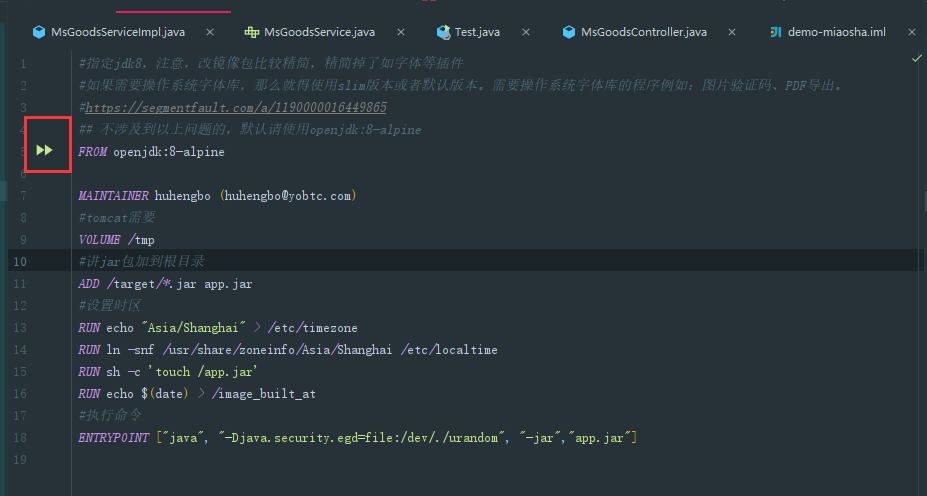 MsGoodsServiceImpl.java × MsGoodsService.java × Test.java × MsGoodsController.java × demo-miaosha.iml ×
1 #指定jdk8，注意，改镜像包比较精简，精简掉了如字体等插件
2 #如果需要操作系统字体库，那么就得使用slim版本或者默认版本。需要操作系统字体库的程序例如：图片验证码、PDF导出。
3 #https://segmentfault.com/a/1190000016449865
4 ## 不涉及到以上问题的，默认请使用openjdk:8-alpine
5 FROM openjdk:8-alpine
6
7 MAINTAINER huhengbo (huhengbo@yobtc.com)
8 #tomcat需要
9 VOLUME /tmp
10 #讲jar包加到根目录
11 ADD /target/*.jar app.jar
12 #设置时区
13 RUN echo "Asia/Shanghai" > /etc/timezone
14 RUN ln -snf /usr/share/zoneinfo/Asia/Shanghai /etc/localtime
15 RUN sh -c 'touch /app.jar'
16 RUN echo $(date) > /image_built_at
17 #执行命令
18 ENTRYPOINT ["java", "-Djava.security.egd=file:/dev/./urandom", "-jar","app.jar"]
19